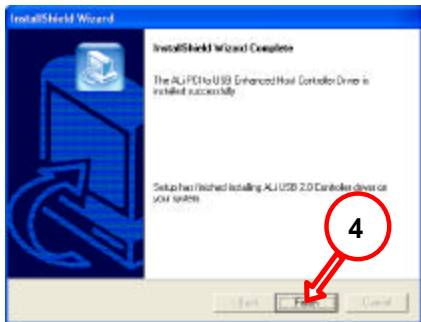 InstallShield Wizard
InstallShield Wizard Complete
The ALi PCI to USB Enhanced Host Controller Driver is
installed successfully.
Setup has finished installing ALi USB 2.0 Controller driver on
your system.
4
< Back
Finish
Cancel